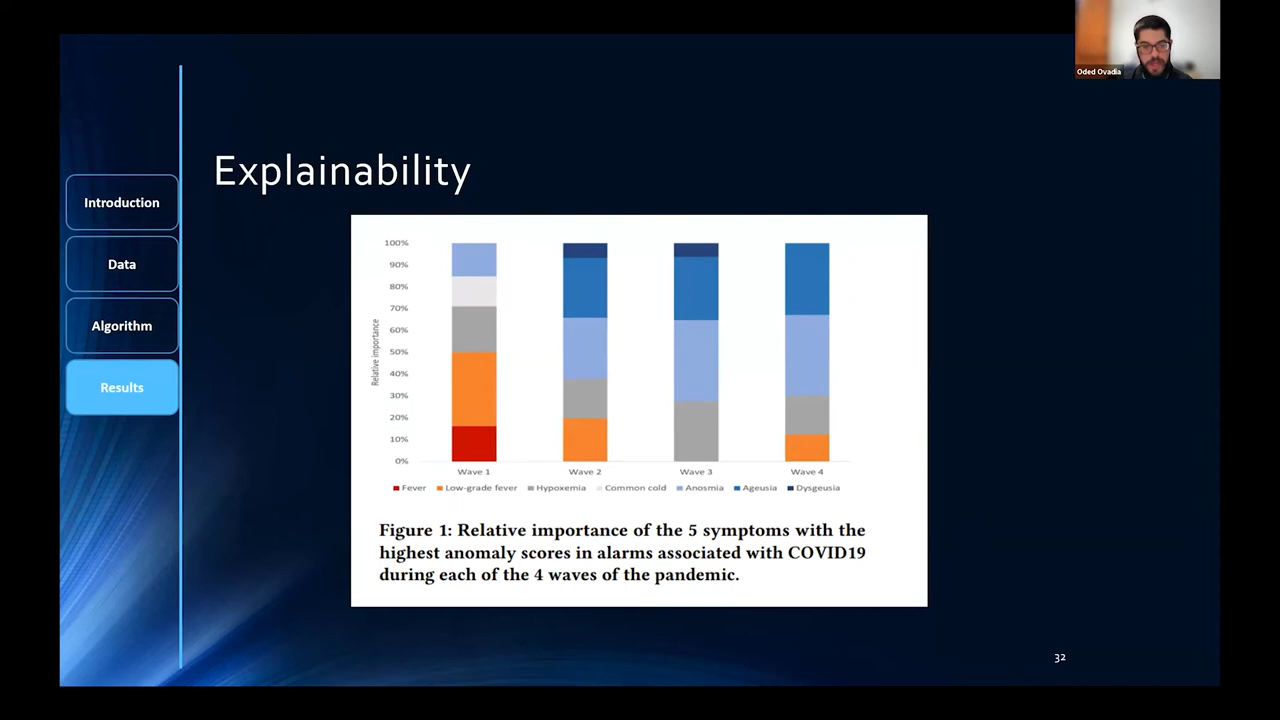 Oded Ovadia
Explainability
Introduction
Data
Algorithm
Results
100%
90%
80%
70%
60%
50%
40%
30%
20%
10%
0%
Relative importance
Wave 1 Wave 2 Wave 3 Wave 4
Fever Low-grade fever Hypoxemia Common cold Anosmia Ageusia Dysgeusia
Figure 1: Relative importance of the 5 symptoms with the
highest anomaly scores in alarms associated with COVID19
during each of the 4 waves of the pandemic.
32